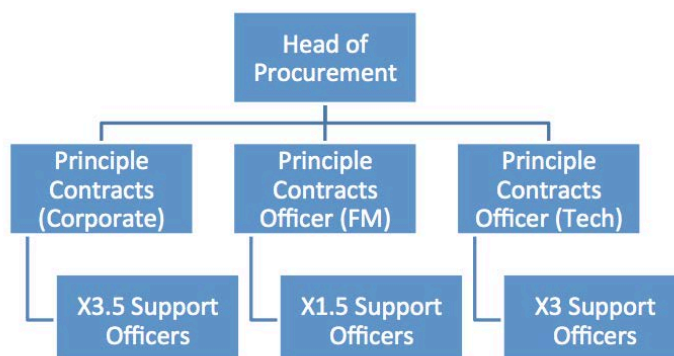 Head of
Procurement
Principle
Contracts
(Corporate)
Principle
Contracts
Officer (FM)
Principle
Contracts
Officer (Tech)
X3.5 Support
Officers
X1.5 Support
Officers
X3 Support
Officers